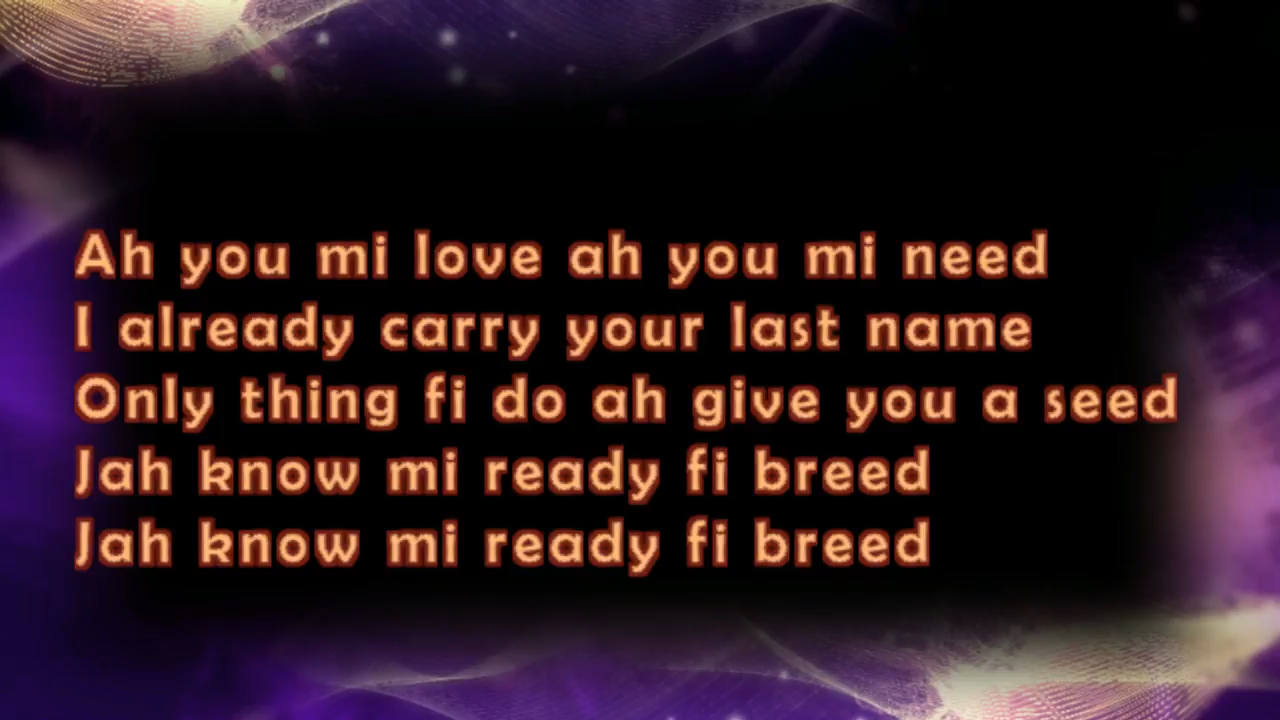 Ah you mi love ah you mi need
I already carry your last name
Only thing fi do ah give you a seed
Jah know mi ready fi breed
Jah know mi ready fi breed